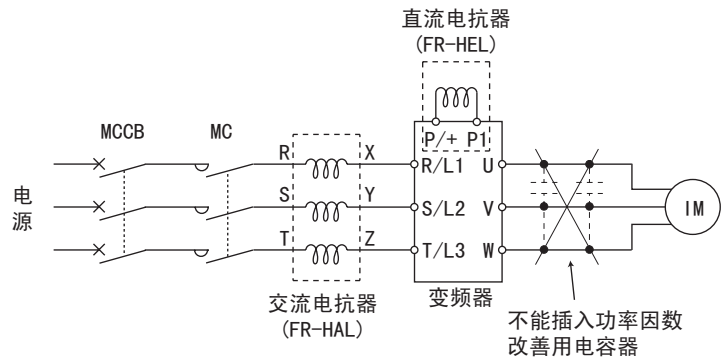 直流电抗器
(FR-HEL)
MCCB
MC
P/+ P1
R X R/L1 U
电源
S Y S/L2 V IM
T Z T/L3 W
交流电抗器
(FR-HAL)
变频器
不能插入功率因数
改善用电容器